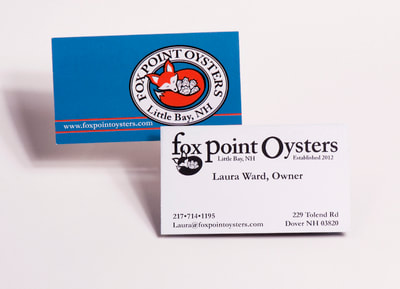 FOX POINT OYSTERS
Little Bay, NH
www.foxpointoysters.com
fox Point Oysters
Little Bay, NH Established 2012
Laura Ward, Owner
217•714•1195 229 Tolend Rd
Laura@foxpointoysters.com Dover NH 03820